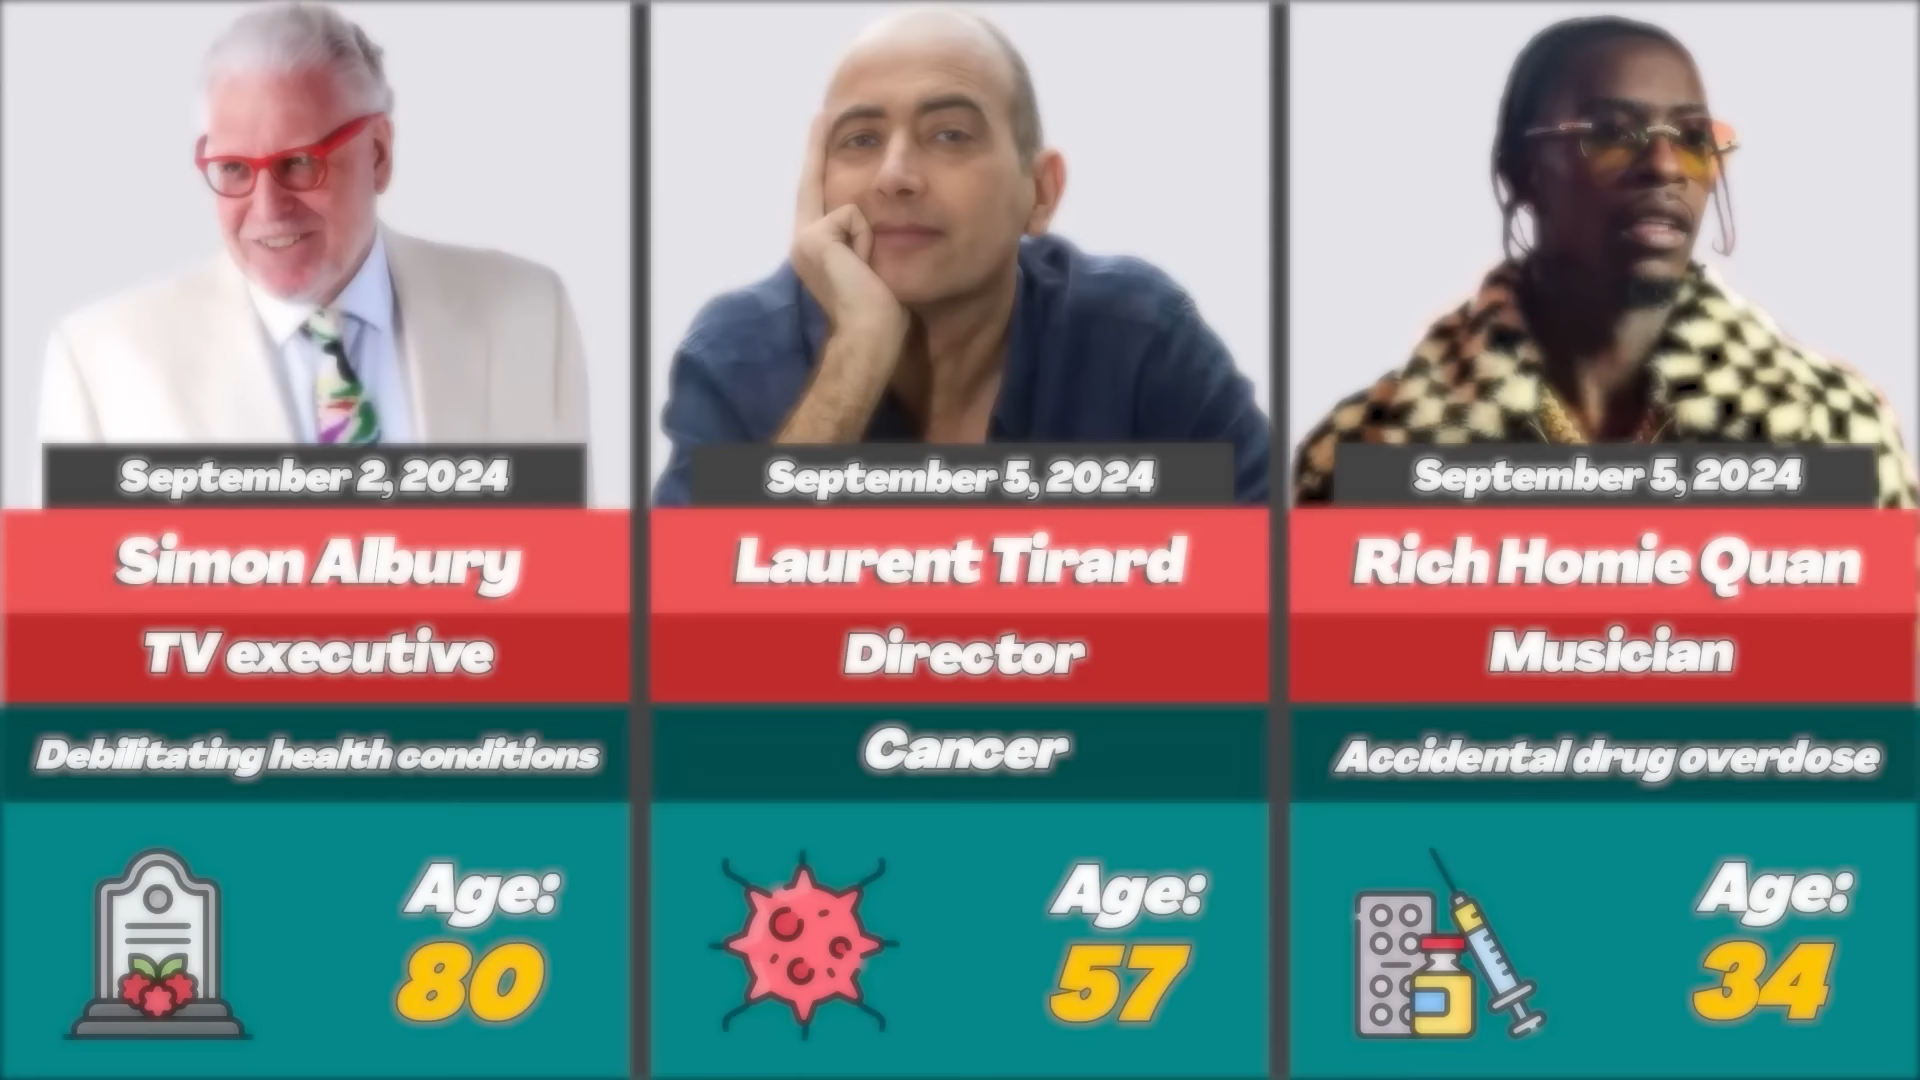 September 2, 2024
Simon Albury
TV executive
Debilitating health conditions
Age:
80
September 5, 2024
Laurent Tirard
Director
Cancer
Age:
57
September 5, 2024
Rich Homie Quan
Musician
Accidental drug overdose
Age:
34